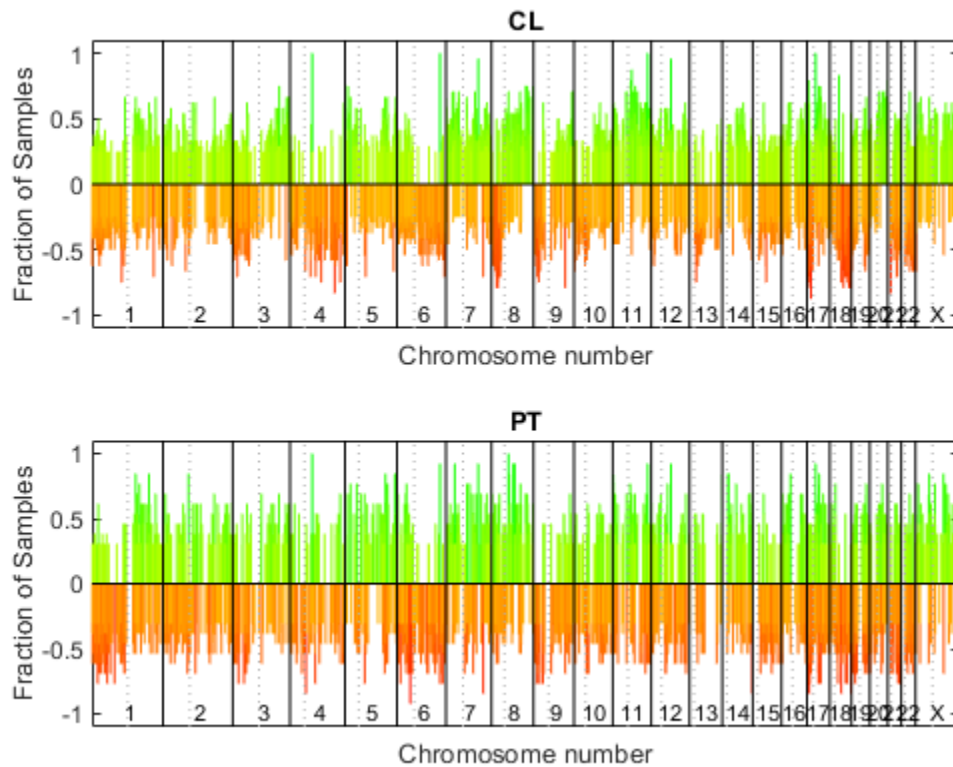 CL
Fraction of Samples
1
0.5
0
-0.5
-1
1 2 3 4 5 6 7 8 9 10 11 12 13 14 15 16 17 18 19 20 21 22 X
Chromosome number
PT
Fraction of Samples
1
0.5
0
-0.5
-1
1 2 3 4 5 6 7 8 9 10 11 12 13 14 15 16 17 18 19 20 21 22 X
Chromosome number